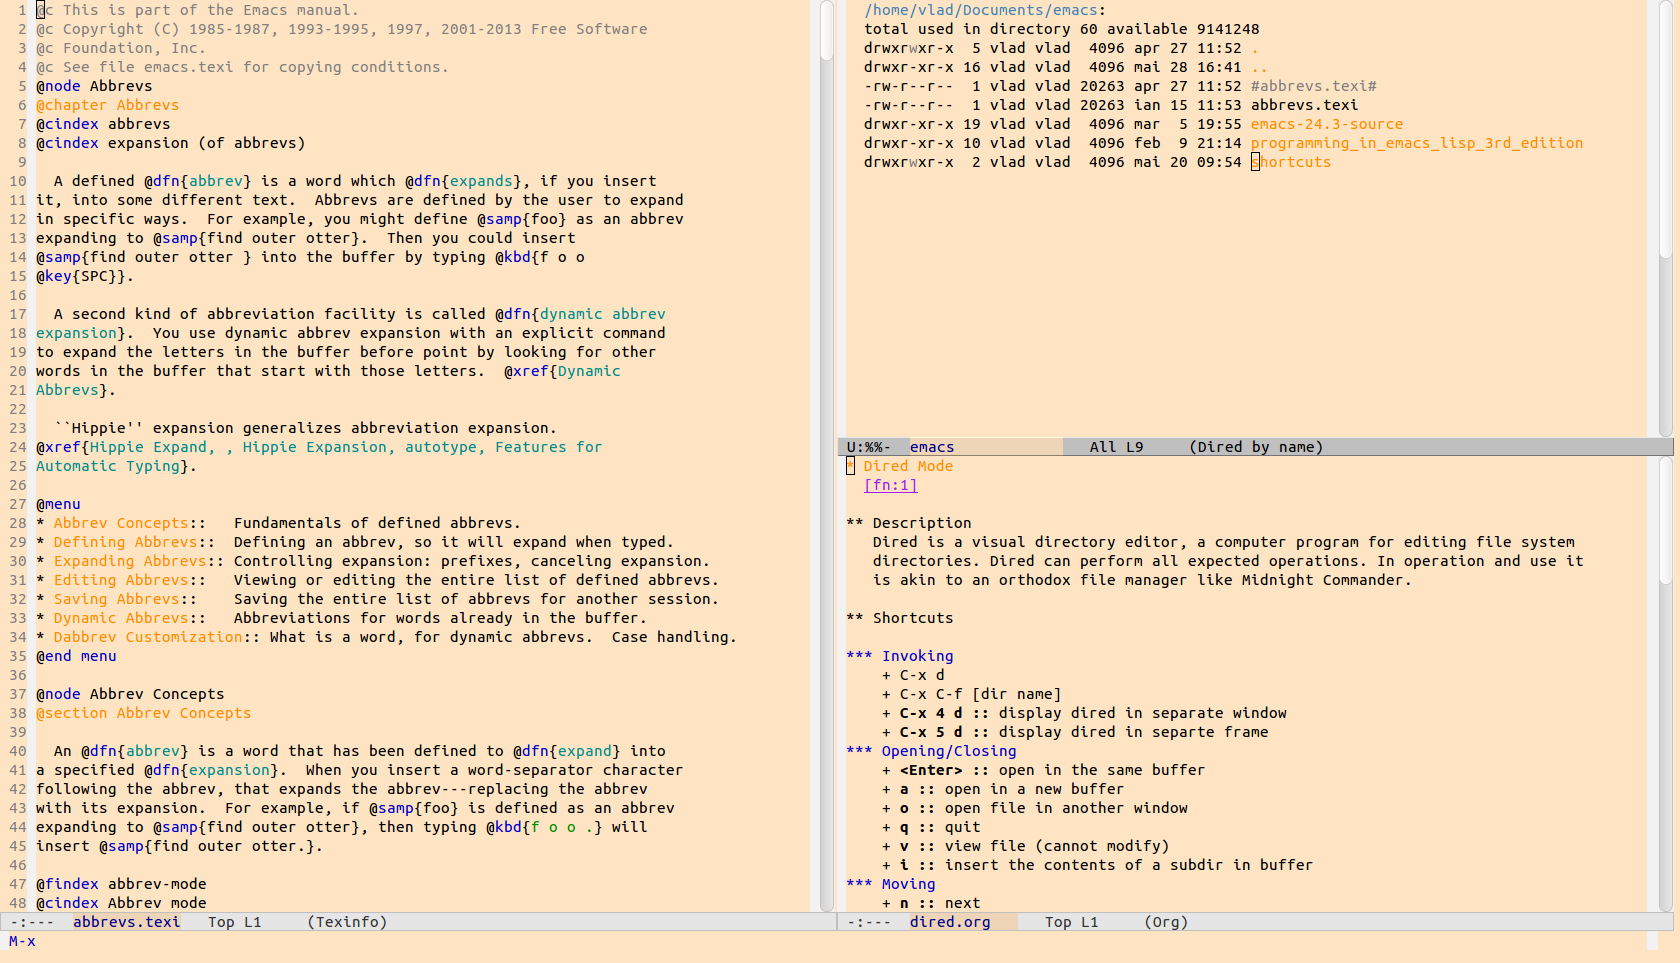 1 @c This is part of the Emacs manual.
2 @c Copyright (C) 1985-1987, 1993-1995, 1997, 2001-2013 Free Software
3 @c Foundation, Inc.
4 @c See file emacs.texi for copying conditions.
5 @node Abbrevs
6 @chapter Abbrevs
7 @cindex abbrevs
8 @cindex expansion (of abbrevs)
9
10   A defined @dfn{abbrev} is a word which @dfn{expands}, if you insert
11 it, into some different text.  Abbrevs are defined by the user to expand
12 in specific ways.  For example, you might define @samp{foo} as an abbrev
13 expanding to @samp{find outer otter}.  Then you could insert
14 @samp{find outer otter } into the buffer by typing @kbd{f o o
15 @key{SPC}}.
16
17   A second kind of abbreviation facility is called @dfn{dynamic abbrev
18 expansion}.  You use dynamic abbrev expansion with an explicit command
19 to expand the letters in the buffer before point by looking for other
20 words in the buffer that start with those letters.  @xref{Dynamic
21 Abbrevs}.
22
23   ``Hippie'' expansion generalizes abbreviation expansion.
24 @xref{Hippie Expand, , Hippie Expansion, autotype, Features for
25 Automatic Typing}.
26
27 @menu
28 * Abbrev Concepts::   Fundamentals of defined abbrevs.
29 * Defining Abbrevs::  Defining an abbrev, so it will expand when typed.
30 * Expanding Abbrevs:: Controlling expansion: prefixes, canceling expansion.
31 * Editing Abbrevs::   Viewing or editing the entire list of defined abbrevs.
32 * Saving Abbrevs::    Saving the entire list of abbrevs for another session.
33 * Dynamic Abbrevs::   Abbreviations for words already in the buffer.
34 * Dabbrev Customization:: What is a word, for dynamic abbrevs.  Case handling.
35 @end menu
36
37 @node Abbrev Concepts
38 @section Abbrev Concepts
39
40   An @dfn{abbrev} is a word that has been defined to @dfn{expand} into
41 a specified @dfn{expansion}.  When you insert a word-separator character
42 following the abbrev, that expands the abbrev---replacing the abbrev
43 with its expansion.  For example, if @samp{foo} is defined as an abbrev
44 expanding to @samp{find outer otter}, then typing @kbd{f o o .} will
45 insert @samp{find outer otter.}.
46
47 @findex abbrev-mode
48 @cindex Abbrev mode
-:---  abbrevs.texi   Top L1     (Texinfo)
/home/vlad/Documents/emacs:
total used in directory 60 available 9141248
drwxrwxr-x  5 vlad vlad  4096 apr 27 11:52 .
drwxr-xr-x 16 vlad vlad  4096 mai 28 16:41 ..
-rw-r--r--  1 vlad vlad 20263 apr 27 11:52 #abbrevs.texi#
-rw-r--r--  1 vlad vlad 20263 ian 15 11:53 abbrevs.texi
drwxr-xr-x 19 vlad vlad  4096 mar  5 19:55 emacs-24.3-source
drwxr-xr-x 10 vlad vlad  4096 feb  9 21:14 programming_in_emacs_lisp_3rd_edition
drwxrwxr-x  2 vlad vlad  4096 mai 20 09:54 shortcuts
U:%%-  emacs               All L9     (Dired by name)
* Dired Mode
  [fn:1]

** Description
   Dired is a visual directory editor, a computer program for editing file system
   directories. Dired can perform all expected operations. In operation and use it
   is akin to an orthodox file manager like Midnight Commander.

** Shortcuts

*** Invoking
    + C-x d
    + C-x C-f [dir name]
    + C-x 4 d :: display dired in separate window
    + C-x 5 d :: display dired in separte frame
*** Opening/Closing
    + <Enter> :: open in the same buffer
    + a :: open in a new buffer
    + o :: open file in another window
    + q :: quit
    + v :: view file (cannot modify)
    + i :: insert the contents of a subdir in buffer
*** Moving
    + n :: next
-:---  dired.org      Top L1     (Org)
M-x